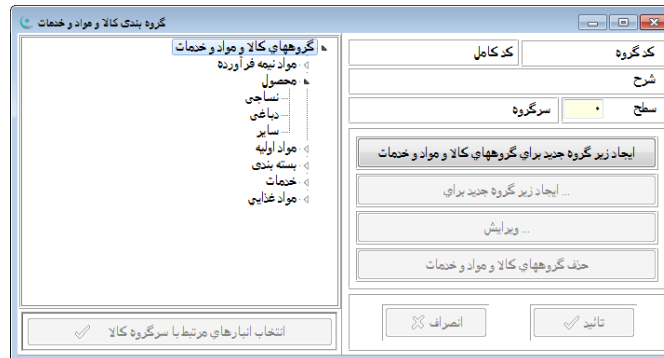 گروه بندی کالا و مواد و خدمات
کد گروه
کد کامل
شرح
سطح ۰ سرگروه
ایجاد زیر گروه جدید برای گروههای کالا و مواد و خدمات
ایجاد زیر گروه جدید برای ...
ویرایش ...
حذف گروههای کالا و مواد و خدمات
تائید
انصراف
گروههای کالا و مواد و خدمات
مواد نیمه فرآورده
محصول
نساجی
دباغی
سایر
مواد اولیه
بسته بندی
خدمات
مواد غذایی
انتخاب انبارهای مرتبط با سرگروه کالا